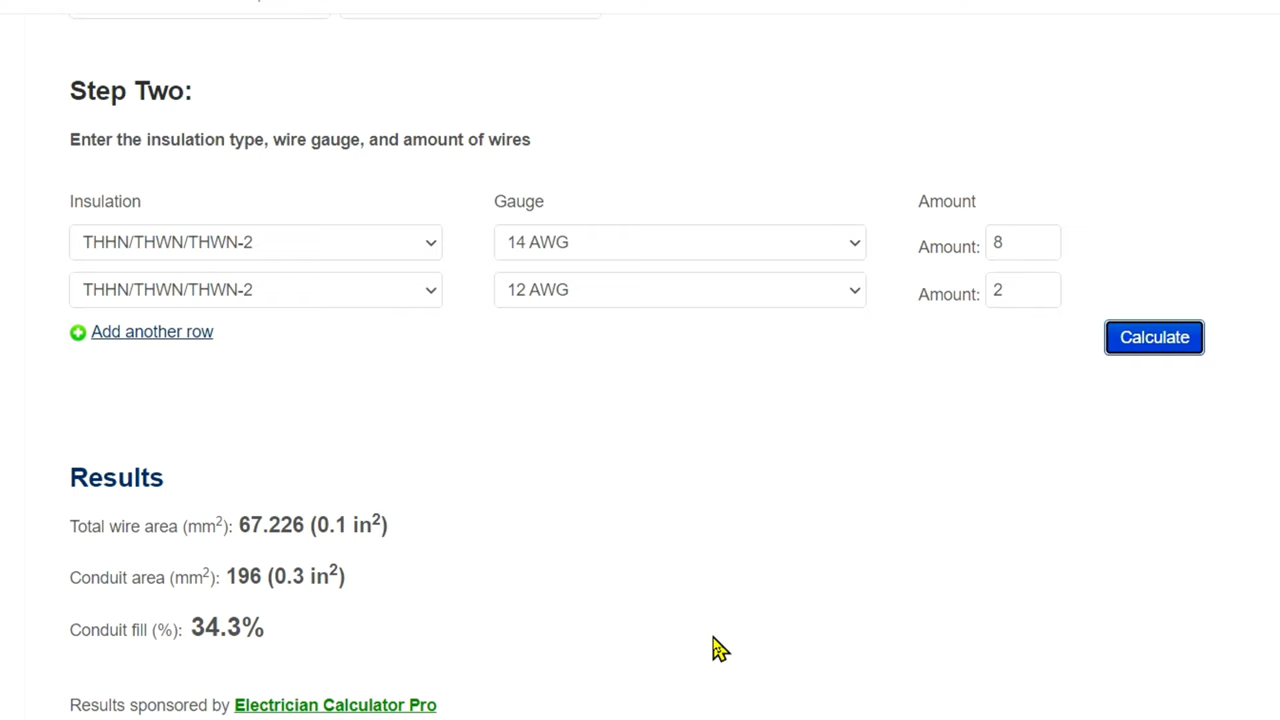 Step Two:
Enter the insulation type, wire gauge, and amount of wires
Insulation Gauge Amount
THHN/THWN/THWN-2 14 AWG Amount: 8
THHN/THWN/THWN-2 12 AWG Amount: 2
Add another row
Calculate
Results
Total wire area (mm²): 67.226 (0.1 in²)
Conduit area (mm²): 196 (0.3 in²)
Conduit fill (%): 34.3%
Results sponsored by Electrician Calculator Pro